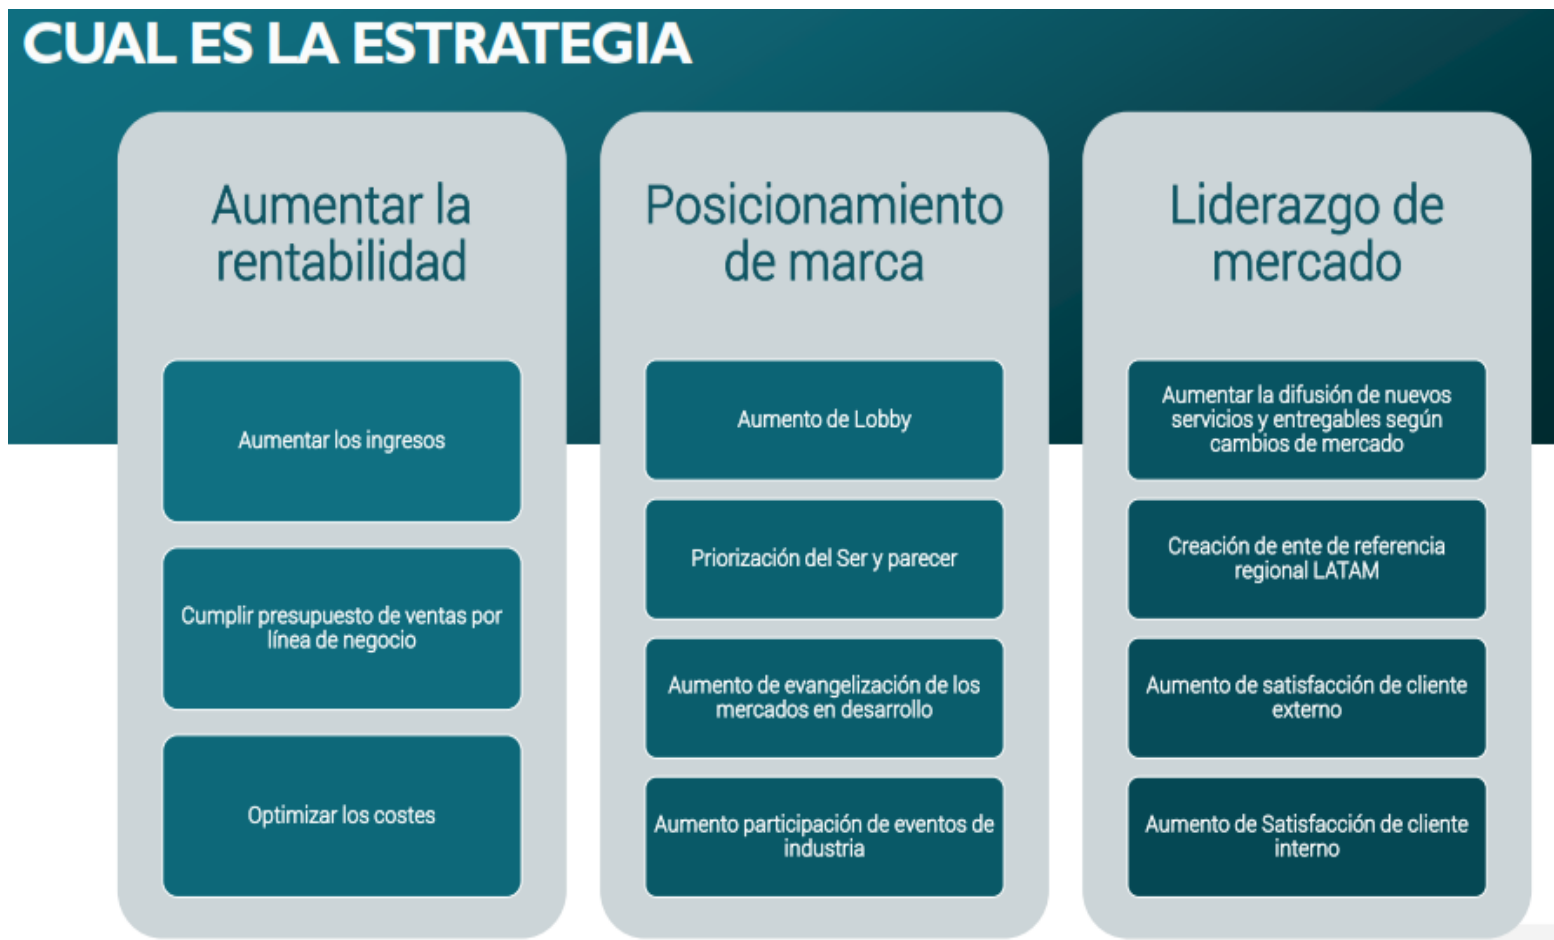 CUAL ES LA ESTRATEGIA
Aumentar la
rentabilidad
Aumentar los ingresos
Cumplir presupuesto de ventas por
línea de negocio
Optimizar los costes
Posicionamiento
de marca
Aumento de Lobby
Priorización del Ser y parecer
Aumento de evangelización de los
mercados en desarrollo
Aumento participación de eventos de
industria
Liderazgo de
mercado
Aumentar la difusión de nuevos
servicios y entregables según
cambios de mercado
Creación de ente de referencia
regional LATAM
Aumento de satisfacción de cliente
externo
Aumento de Satisfacción de cliente
interno